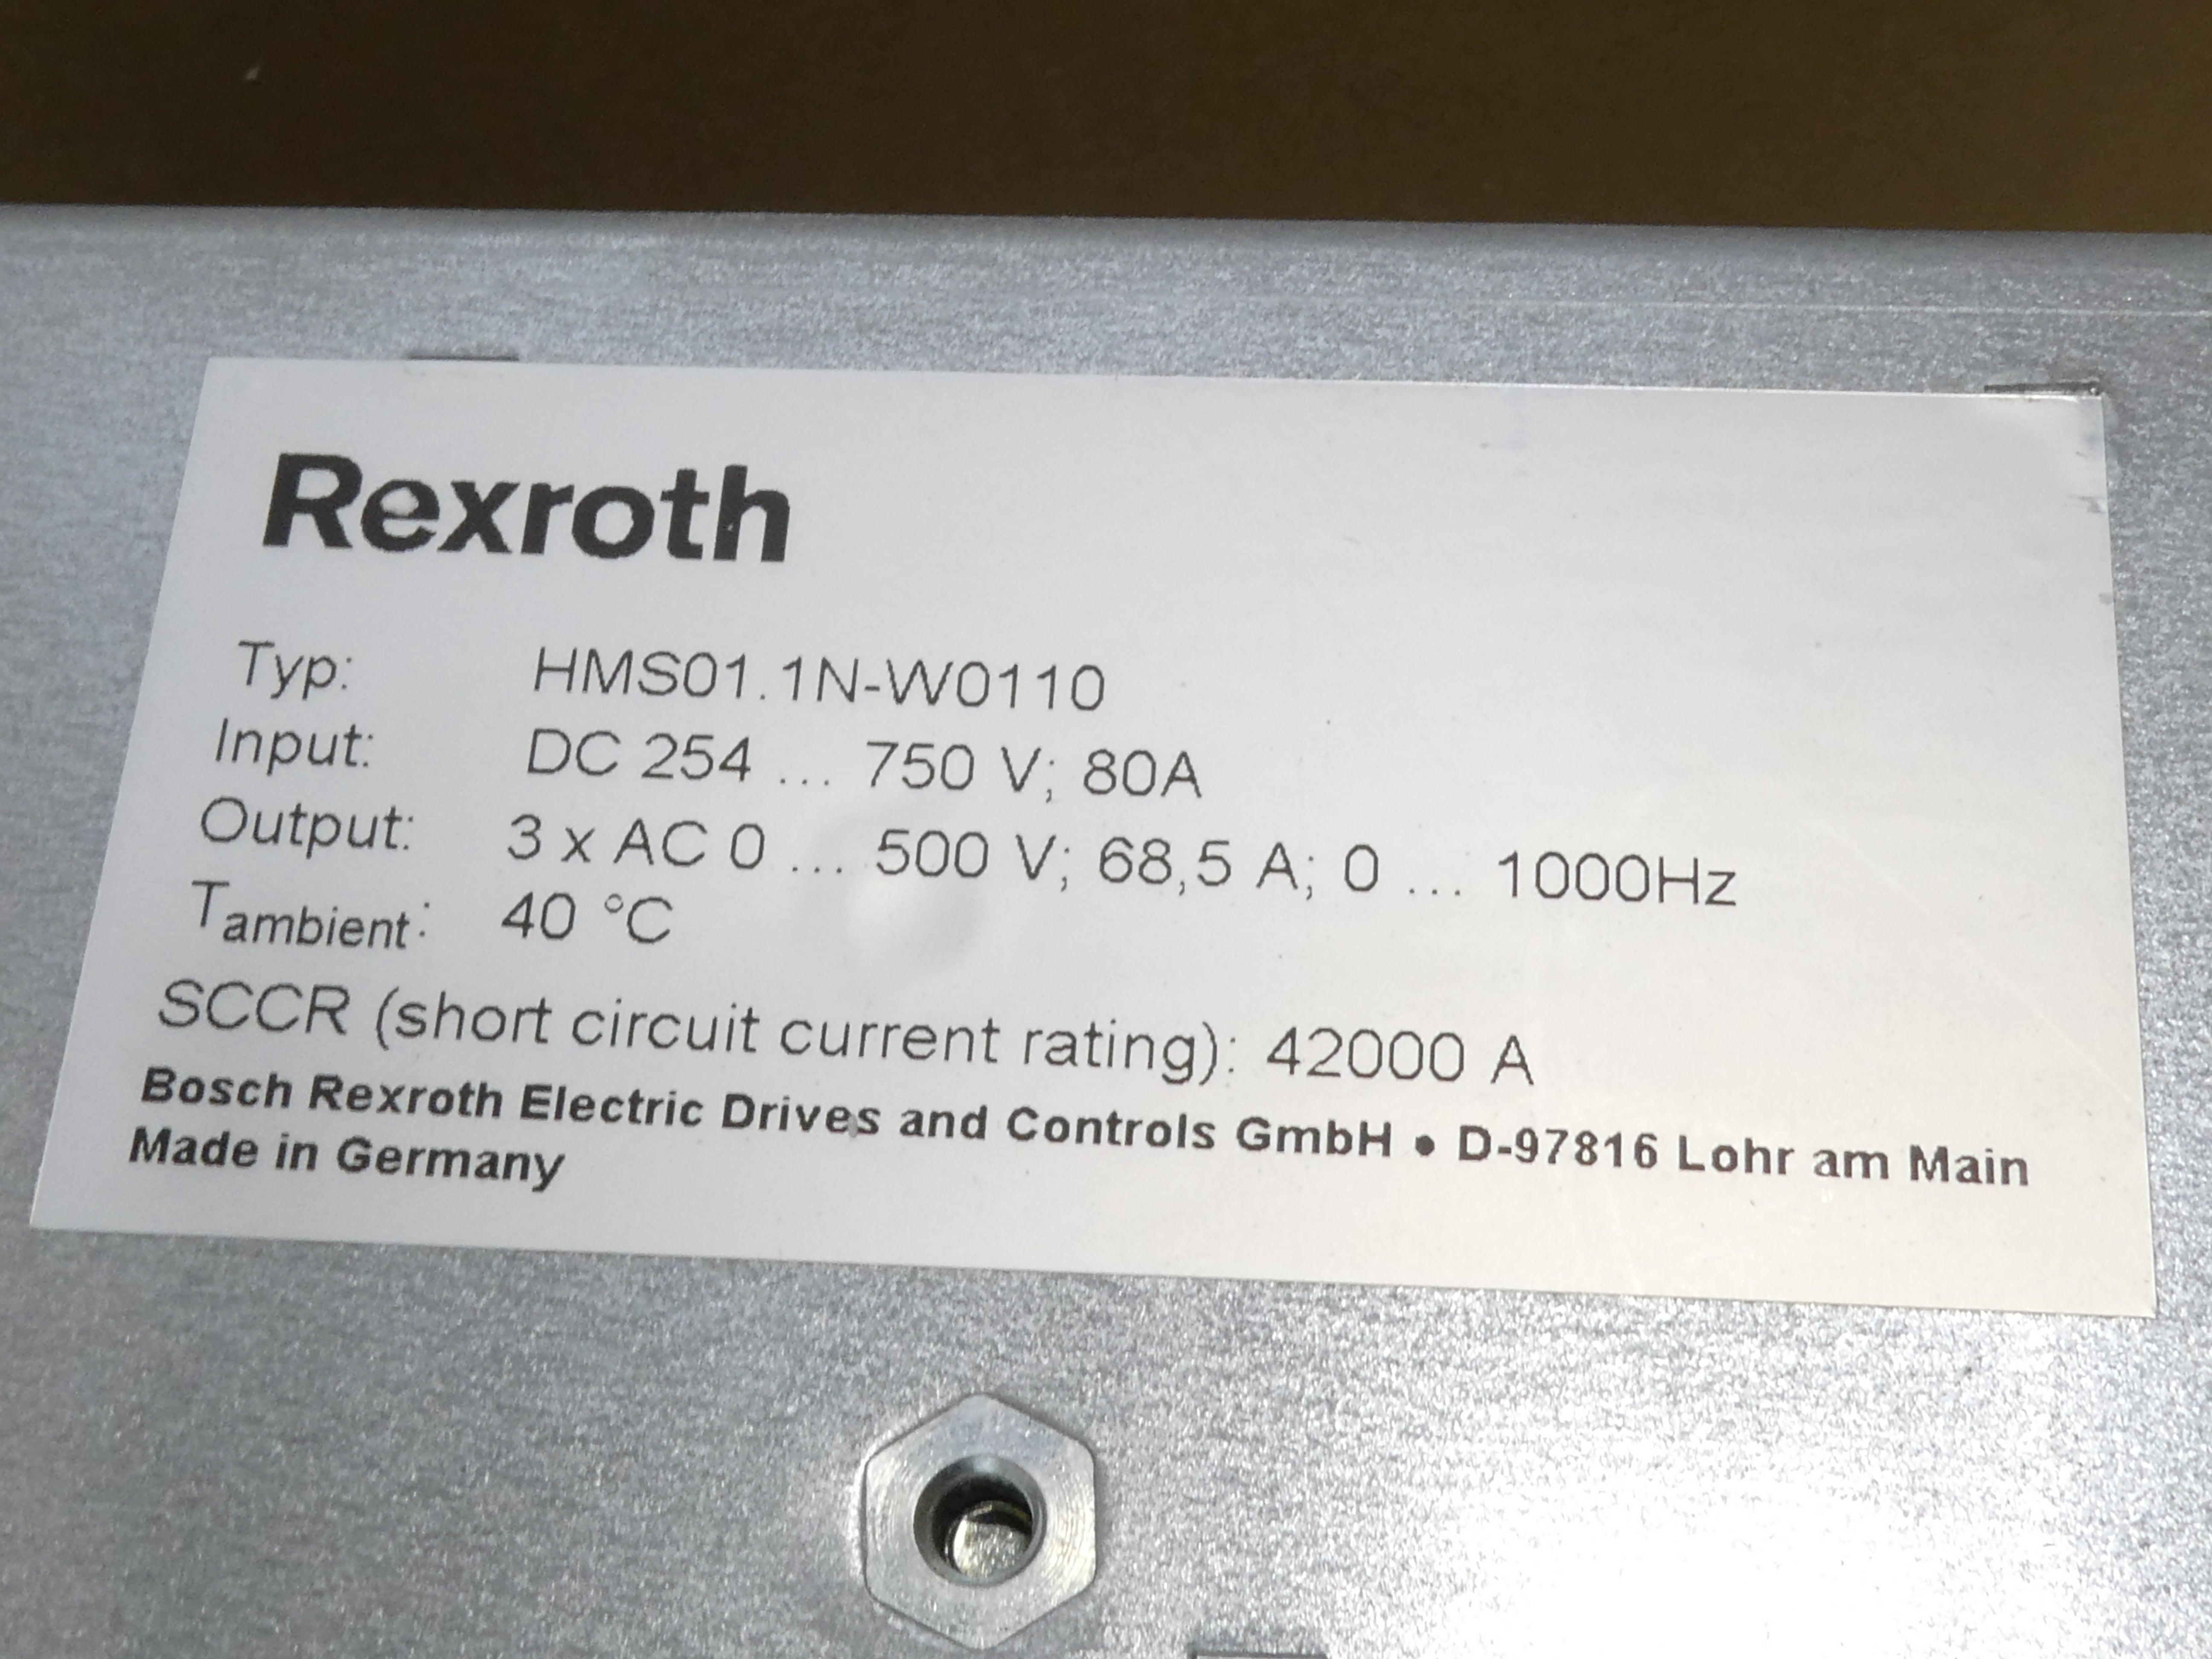 Rexroth
Typ: HMS01.1N-W0110
Input: DC 254 ... 750 V; 80A
Output: 3 x AC 0 ... 500 V; 68,5 A; 0 ... 1000Hz
Tambient: 40 °C
SCCR (short circuit current rating): 42000 A
Bosch Rexroth Electric Drives and Controls GmbH • D-97816 Lohr am Main
Made in Germany